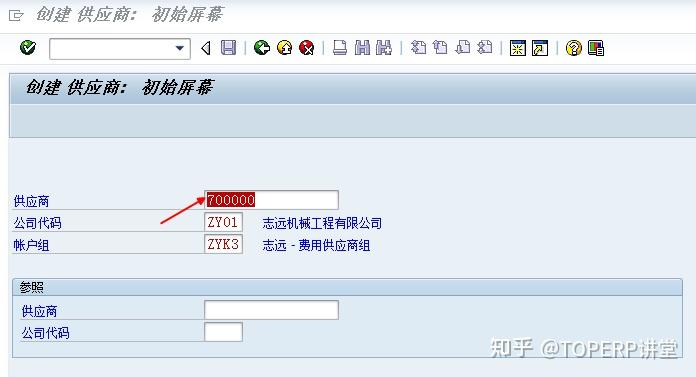 创建 供应商： 初始屏幕
创建 供应商： 初始屏幕
供应商 700000
公司代码 ZY01 志远机械工程有限公司
帐户组 ZYK3 志远 - 费用供应商组
参照
供应商
公司代码
知乎 @TOPERP讲堂